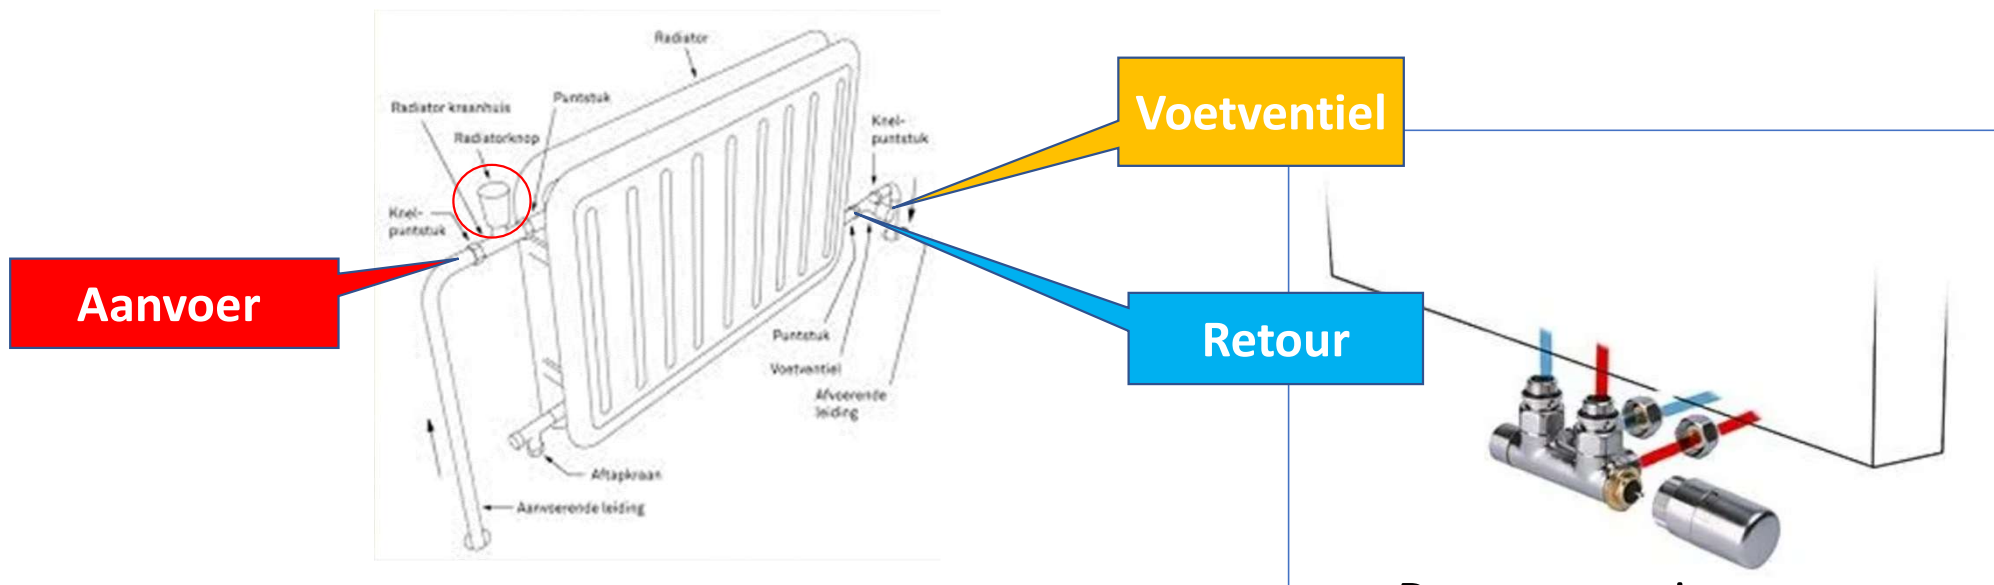 Radiator
Radiator kraanhuis
Puntstuk
Radiatorknop
Knel-
puntstuk
Knel-
puntstuk
Voetventiel
Aanvoer
Retour
Puntstuk
Voetventiel
Afvoerende
leiding
Aftapkraan
Aanvoerende leiding